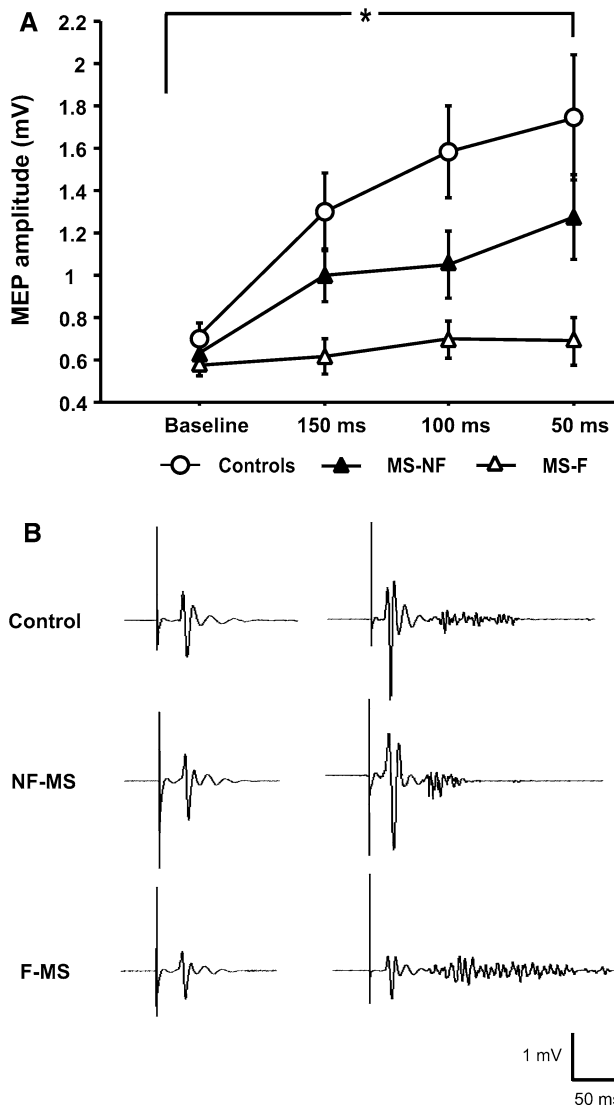 A
*
MEP amplitude (mV)
2.2
2
1.8
1.6
1.4
1.2
1
0.8
0.6
0.4
Baseline 150 ms 100 ms 50 ms
Controls MS-NF MS-F
B
Control
NF-MS
F-MS
1 mV
50 ms